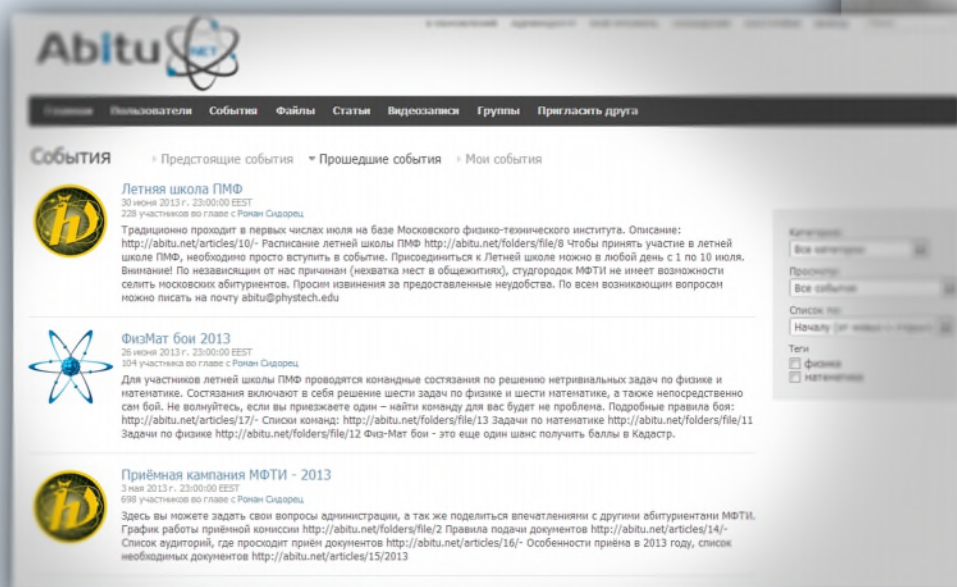 Abitu
NET
Главная Пользователи События Файлы Статьи Видеозаписи Группы Пригласить друга
События Предстоящие события Прошедшие события Мои события
Летняя школа ПМФ
30 июня 2013 г. 23:00:00 EEST
228 участников во главе с Роман Сидорец
Традиционно проходит в первых числах июля на базе Московского физико-технического института. Описание:
http://abitu.net/articles/10/- Расписание летней школы ПМФ http://abitu.net/folders/file/8 Чтобы принять участие в летней
школе ПМФ, необходимо просто вступить в событие. Присоединиться к Летней школе можно в любой день с 1 по 10 июля.
Внимание! По независящим от нас причинам (нехватка мест в общежитиях), студгородок МФТИ не имеет возможности
селить московских абитуриентов. Просим извинения за предоставленные неудобства. По всем возникающим вопросам
можно писать на почту abitu@phystech.edu
ФизМат бои 2013
26 июня 2013 г. 23:00:00 EEST
104 участника во главе с Роман Сидорец
Для участников летней школы ПМФ проводятся командные состязания по решению нетривиальных задач по физике и
математике. Состязания включают в себя решение шести задач по физике и шести математике, а также непосредственно
сам бой. Не волнуйтесь, если вы приезжаете один – найти команду для вас будет не проблема. Подробные правила боя:
http://abitu.net/articles/17/- Списки команд: http://abitu.net/folders/file/13 Задачи по математике http://abitu.net/folders/file/11
Задачи по физике http://abitu.net/folders/file/12 Физ-Мат бои - это еще один шанс получить баллы в Кадастр.
Приёмная кампания МФТИ - 2013
3 мая 2013 г. 23:00:00 EEST
698 участников во главе с Роман Сидорец
Здесь вы можете задать свои вопросы администрации, а так же поделиться впечатлениями с другими абитуриентами МФТИ.
График работы приёмной комиссии http://abitu.net/folders/file/2 Правила подачи документов http://abitu.net/articles/14/-
Список аудиторий, где просходит приём документов http://abitu.net/articles/16/- Особенности приёма в 2013 году, список
необходимых документов http://abitu.net/articles/15/2013
Категория:
Все категории
Просмотр:
Все события
Список по:
Началу (от новых
Теги
физика
математика